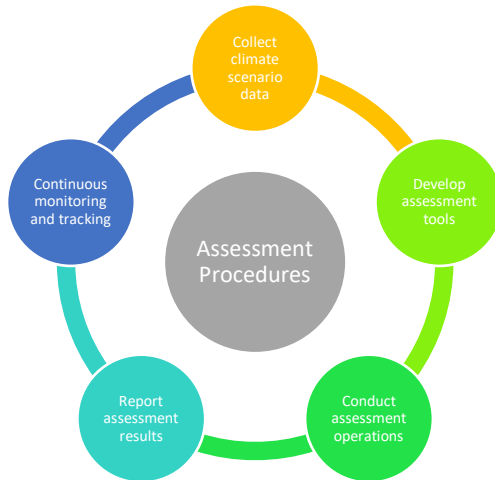 Collect
climate
scenario
data
Develop
assessment
tools
Conduct
assessment
operations
Report
assessment
results
Continuous
monitoring
and tracking
Assessment
Procedures